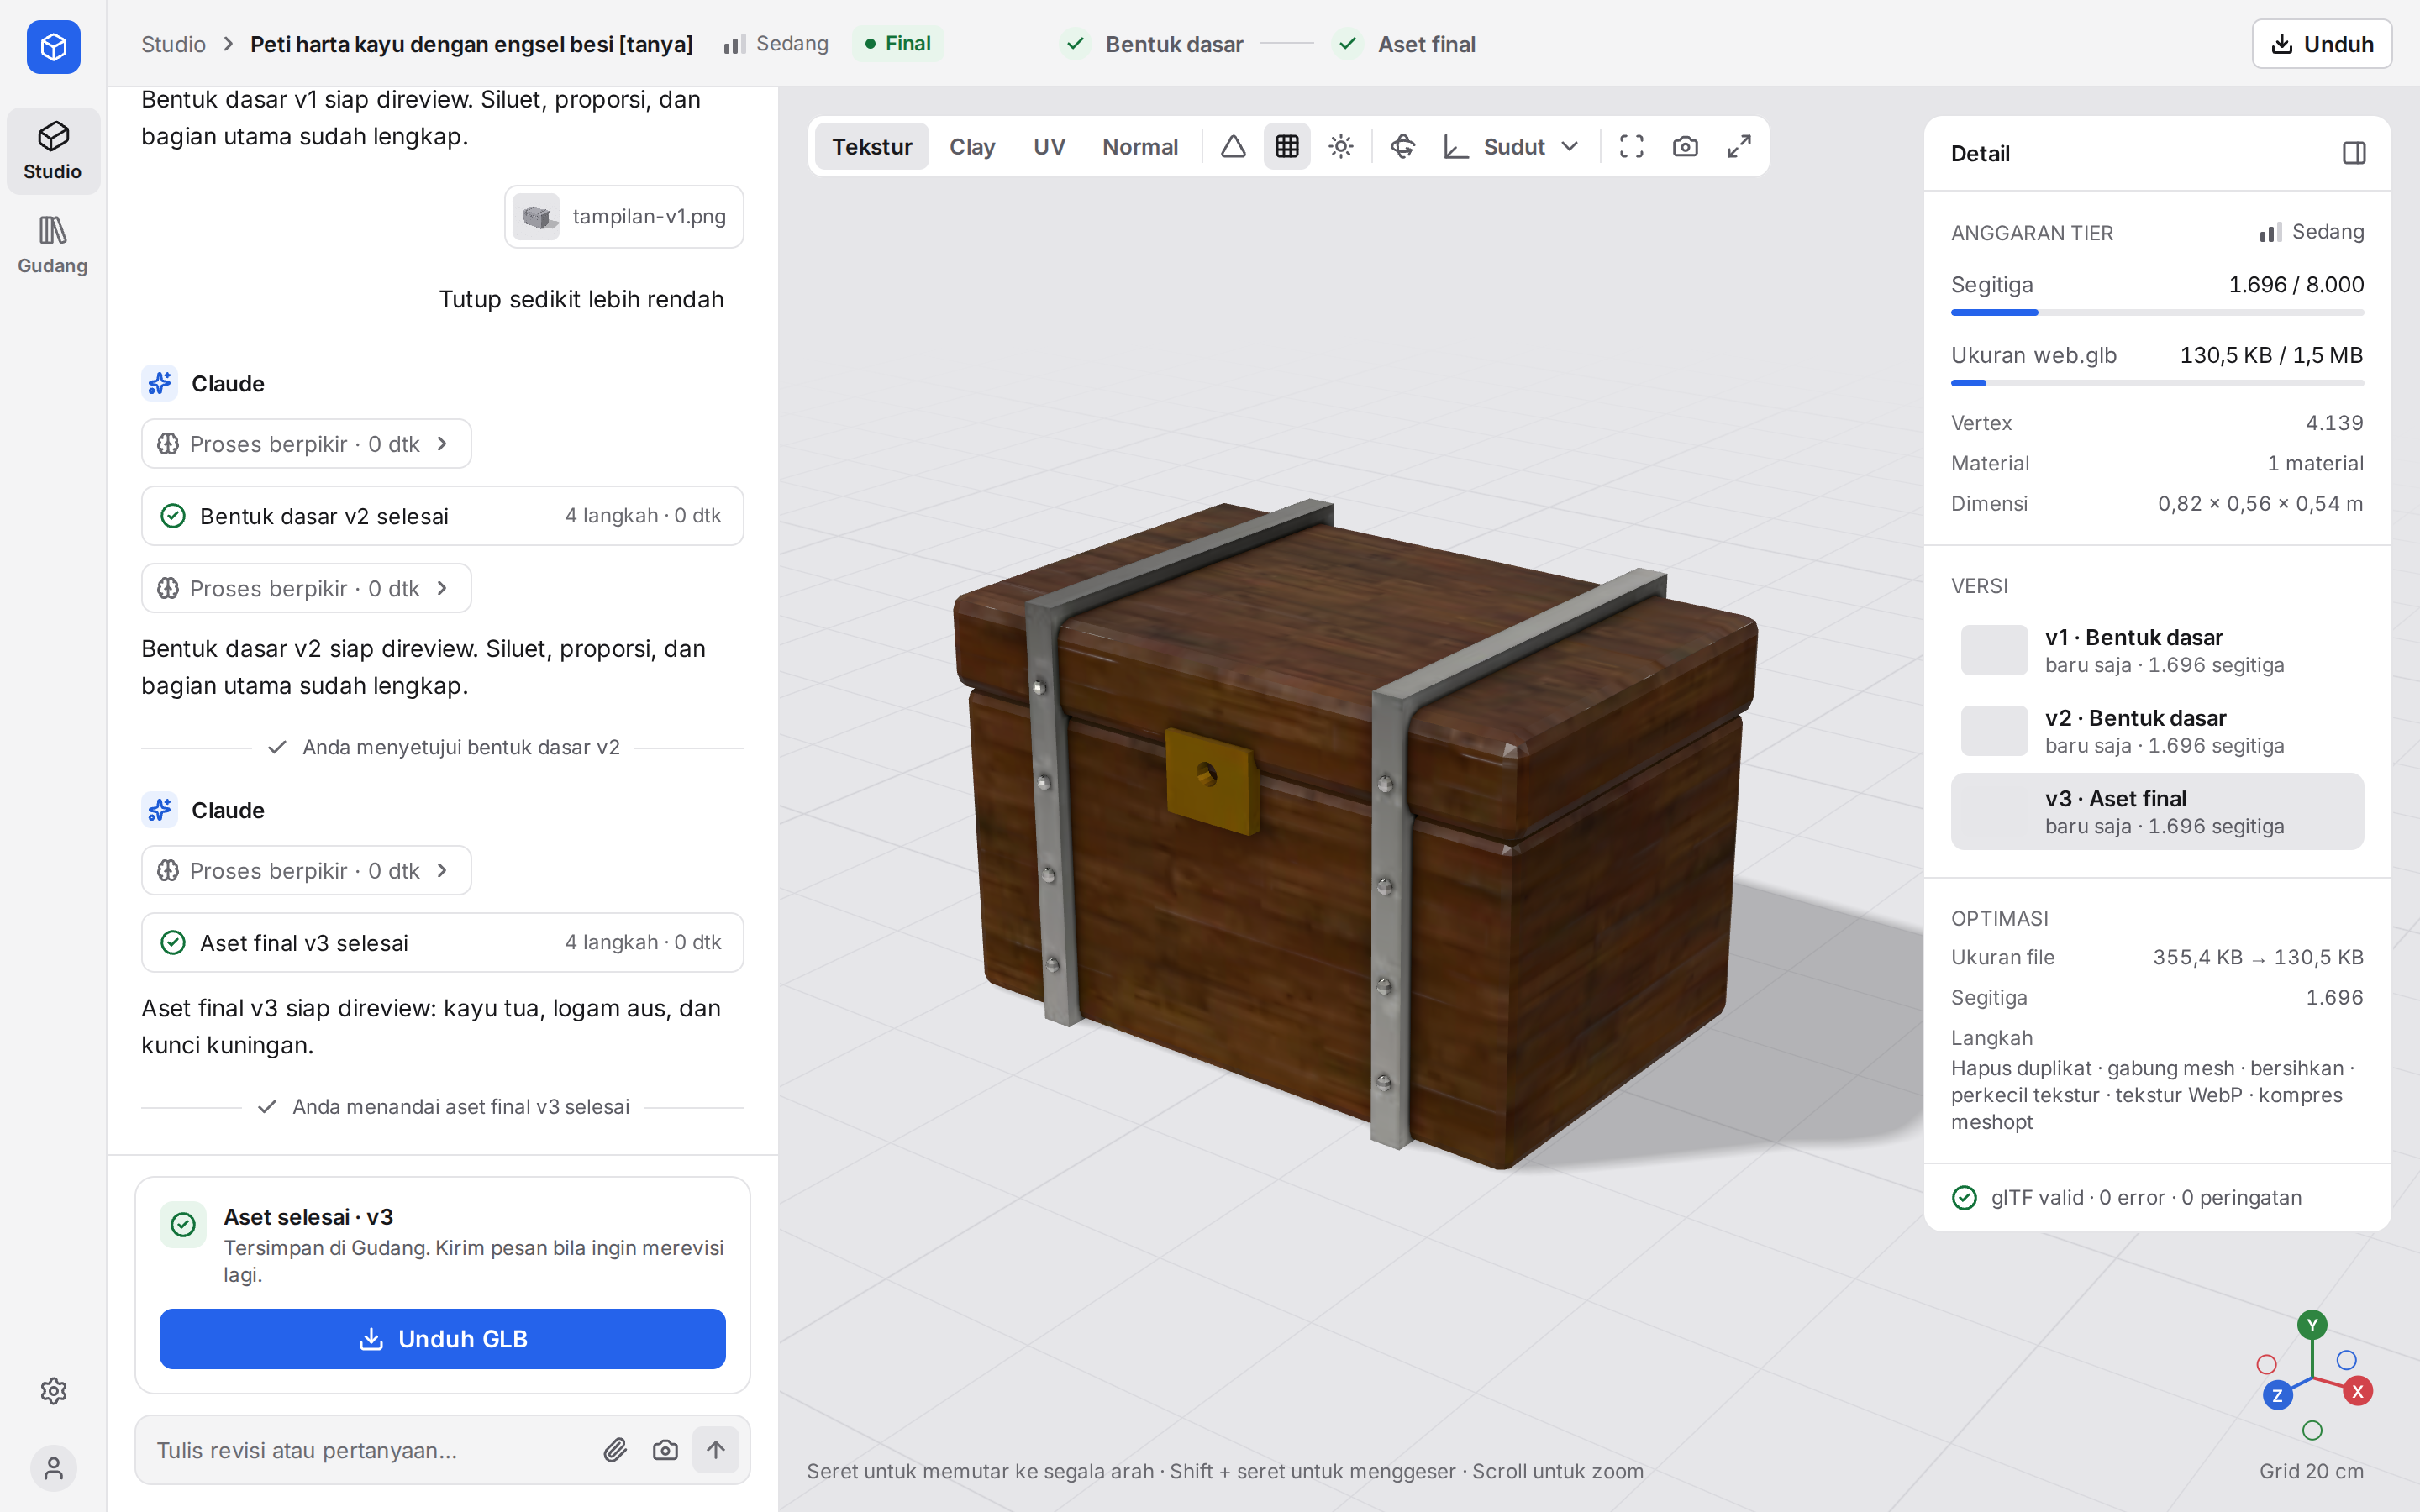 Studio
Gudang
Studio
Peti harta kayu dengan engsel besi [tanya]
Sedang
Final
Bentuk dasar
Aset final
Unduh
Bentuk dasar v1 siap direview. Siluet, proporsi, dan
bagian utama sudah lengkap.
tampilan-v1.png
Tutup sedikit lebih rendah
Claude
Proses berpikir · 0 dtk
Bentuk dasar v2 selesai
4 langkah · 0 dtk
Proses berpikir · 0 dtk
Bentuk dasar v2 siap direview. Siluet, proporsi, dan
bagian utama sudah lengkap.
Anda menyetujui bentuk dasar v2
Claude
Proses berpikir · 0 dtk
Aset final v3 selesai
4 langkah · 0 dtk
Aset final v3 siap direview: kayu tua, logam aus, dan
kunci kuningan.
Anda menandai aset final v3 selesai
Aset selesai · v3
Tersimpan di Gudang. Kirim pesan bila ingin merevisi
lagi.
Unduh GLB
Tulis revisi atau pertanyaan...
Tekstur
Clay
UV
Normal
Sudut
Detail
ANGGARAN TIER
Sedang
Segitiga
1.696 / 8.000
Ukuran web.glb
130,5 KB / 1,5 MB
Vertex
4.139
Material
1 material
Dimensi
0,82 × 0,56 × 0,54 m
VERSI
v1 · Bentuk dasar
baru saja · 1.696 segitiga
v2 · Bentuk dasar
baru saja · 1.696 segitiga
v3 · Aset final
baru saja · 1.696 segitiga
OPTIMASI
Ukuran file
355,4 KB → 130,5 KB
Segitiga
1.696
Langkah
Hapus duplikat · gabung mesh · bersihkan ·
perkecil tekstur · tekstur WebP · kompres
meshopt
glTF valid · 0 error · 0 peringatan
Y
Z
X
Seret untuk memutar ke segala arah · Shift + seret untuk menggeser · Scroll untuk zoom
Grid 20 cm